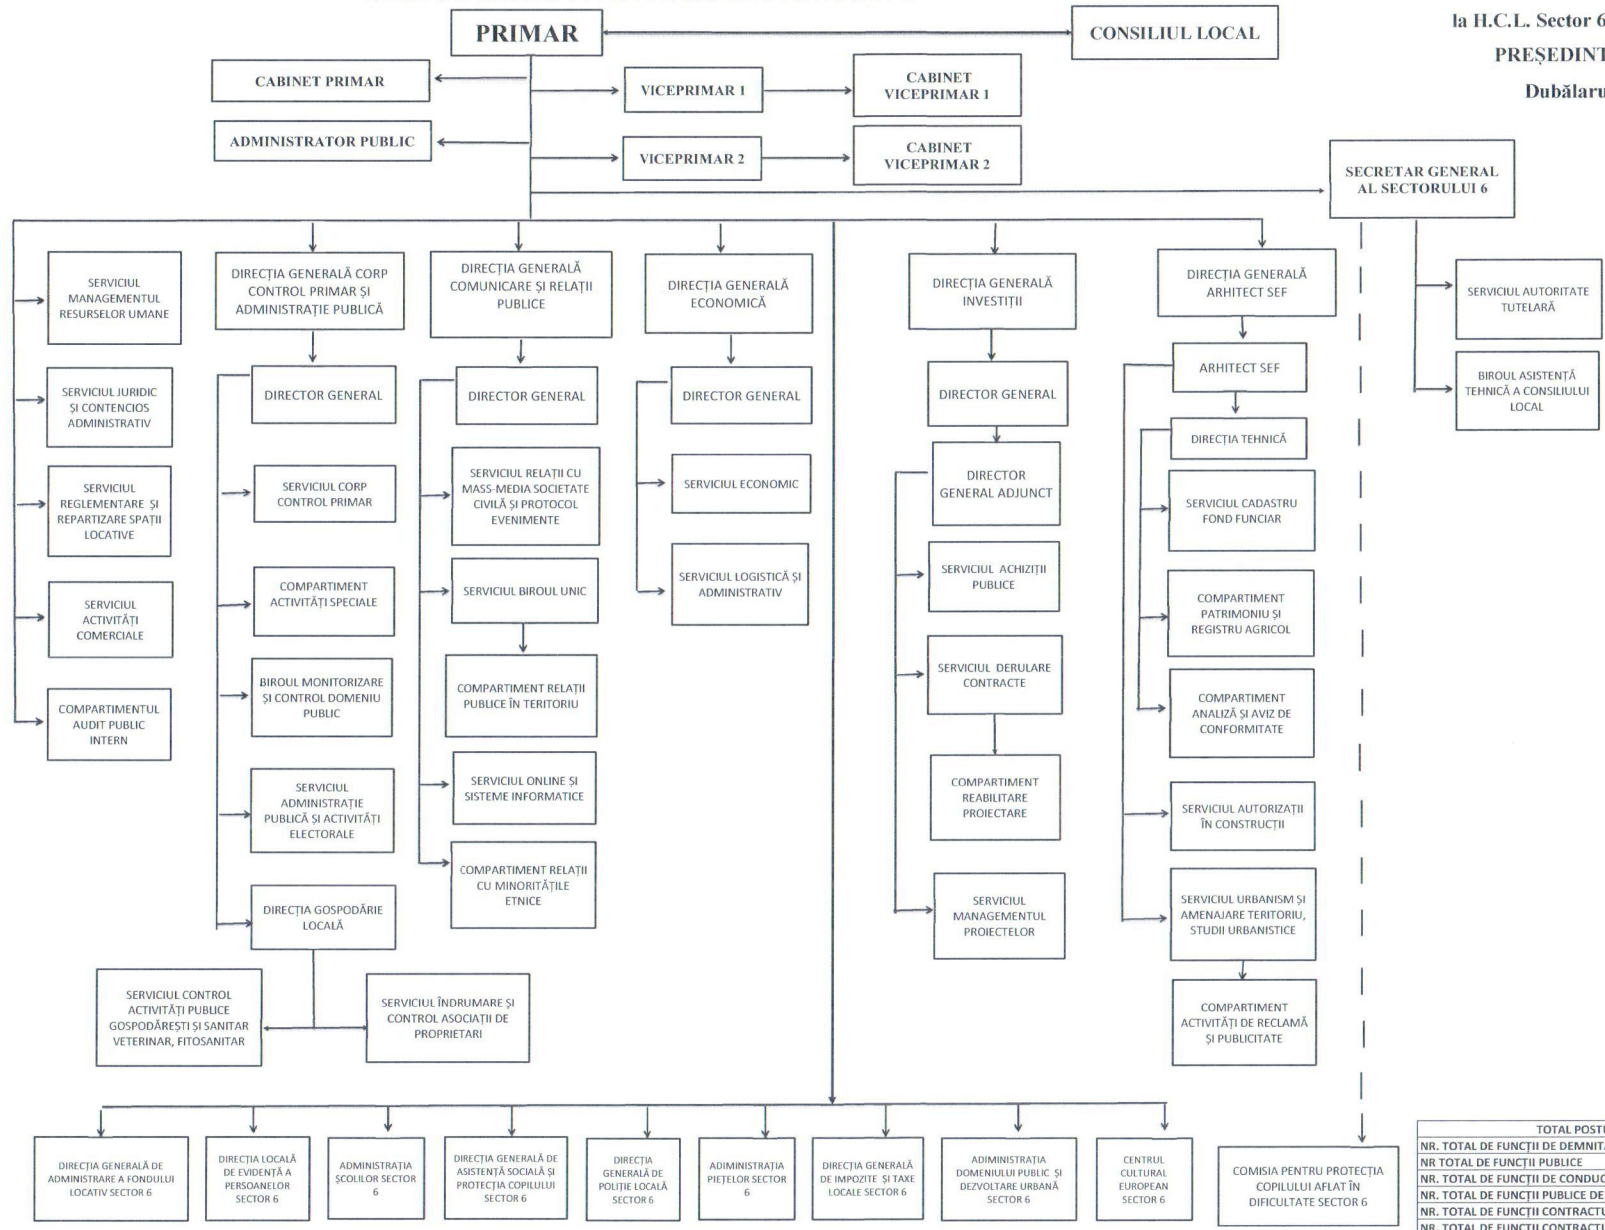 la H.C.L. Sector 6
PREȘEDINT
Dubălaru
PRIMAR
CONSILIUL LOCAL
CABINET PRIMAR
VICEPRIMAR 1
CABINET
VICEPRIMAR 1
ADMINISTRATOR PUBLIC
VICEPRIMAR 2
CABINET
VICEPRIMAR 2
SECRETAR GENERAL
AL SECTORULUI 6
SERVICIUL AUTORITATE
TUTELARĂ
BIROUL ASISTENȚĂ
TEHNICĂ A CONSILIULUI
LOCAL
SERVICIUL
MANAGEMENTUL
RESURSELOR UMANE
SERVICIUL JURIDIC
ȘI CONTENCIOS
ADMINISTRATIV
SERVICIUL
REGLEMENTARE ȘI
REPARTIZARE SPAȚII
LOCATIVE
SERVICIUL
ACTIVITĂȚI
COMERCIALE
COMPARTIMENTUL
AUDIT PUBLIC
INTERN
DIRECȚIA GENERALĂ CORP
CONTROL PRIMAR ȘI
ADMINISTRAȚIE PUBLICĂ
DIRECTOR GENERAL
SERVICIUL CORP
CONTROL PRIMAR
COMPARTIMENT
ACTIVITĂȚI SPECIALE
BIROUL MONITORIZARE
ȘI CONTROL DOMENIU
PUBLIC
SERVICIUL
ADMINISTRAȚIE
PUBLICĂ ȘI ACTIVITĂȚI
ELECTORALE
DIRECȚIA GOSPODĂRIE
LOCALĂ
SERVICIUL CONTROL
ACTIVITĂȚI PUBLICE
GOSPODĂREȘTI ȘI SANITAR
VETERINAR, FITOSANITAR
SERVICIUL ÎNDRUMARE ȘI
CONTROL ASOCIAȚII DE
PROPRIETARI
DIRECȚIA GENERALĂ
COMUNICARE ȘI RELAȚII
PUBLICE
DIRECTOR GENERAL
SERVICIUL RELAȚII CU
MASS-MEDIA SOCIETATE
CIVILĂ ȘI PROTOCOL
EVENIMENTE
SERVICIUL BIROUL UNIC
COMPARTIMENT RELAȚII
PUBLICE ÎN TERITORIU
SERVICIUL ONLINE ȘI
SISTEME INFORMATICE
COMPARTIMENT RELAȚII
CU MINORITĂȚILE
ETNICE
DIRECȚIA GENERALĂ
ECONOMICĂ
DIRECTOR GENERAL
SERVICIUL ECONOMIC
SERVICIUL LOGISTICĂ ȘI
ADMINISTRATIV
DIRECȚIA GENERALĂ
INVESTIȚII
DIRECTOR GENERAL
DIRECTOR
GENERAL ADJUNCT
SERVICIUL ACHIZIȚII
PUBLICE
SERVICIUL DERULARE
CONTRACTE
COMPARTIMENT
REABILITARE
PROIECTARE
SERVICIUL
MANAGEMENTUL
PROIECTELOR
DIRECȚIA GENERALĂ
ARHITECT SEF
ARHITECT SEF
DIRECȚIA TEHNICĂ
SERVICIUL CADASTRU
FOND FUNCIAR
COMPARTIMENT
PATRIMONIU ȘI
REGISTRU AGRICOL
COMPARTIMENT
ANALIZĂ ȘI AVIZ DE
CONFORMITATE
SERVICIUL AUTORIZAȚII
ÎN CONSTRUCȚII
SERVICIUL URBANISM ȘI
AMENAJARE TERITORIU,
STUDII URBANISTICE
COMPARTIMENT
ACTIVITĂȚI DE RECLAMĂ
ȘI PUBLICITATE
DIRECȚIA GENERALĂ DE
ADMINISTRARE A FONDULUI
LOCATIV SECTOR 6
DIRECȚIA LOCALĂ
DE EVIDENȚĂ A
PERSOANELOR
SECTOR 6
ADMINISTRAȚIA
ȘCOLILOR SECTOR
6
DIRECȚIA GENERALĂ DE
ASISTENȚĂ SOCIALĂ ȘI
PROTECȚIA COPILULUI
SECTOR 6
DIRECȚIA
GENERALĂ DE
POLIȚIE LOCALĂ
SECTOR 6
ADIMINISTRAȚIA
PIEȚELOR SECTOR
6
DIRECȚIA GENERALĂ
DE IMPOZITE ȘI TAXE
LOCALE SECTOR 6
ADIMINISTRAȚIA
DOMENIULUI PUBLIC ȘI
DEZVOLTARE URBANĂ
SECTOR 6
CENTRUL
CULTURAL
EUROPEAN
SECTOR 6
COMISIA PENTRU PROTECȚIA
COPILULUI AFLAT ÎN
DIFICULTATE SECTOR 6
TOTAL POSTU
NR. TOTAL DE FUNCȚII DE DEMNITA
NR TOTAL DE FUNCȚII PUBLICE
NR. TOTAL DE FUNCȚII DE CONDUC
NR. TOTAL DE FUNCȚII PUBLICE DE
NR. TOTAL DE FUNCȚII CONTRACTU
NR. TOTAL DE FUNCȚII CONTRACTU